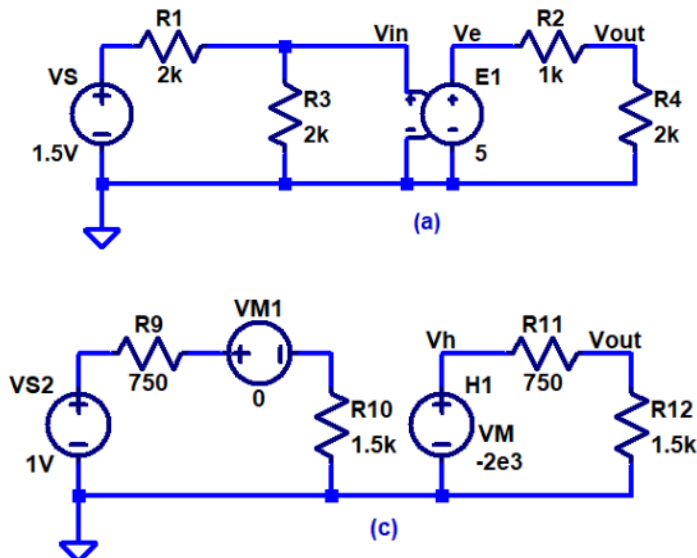 R1 Vin Ve R2 Vout
VS 2k E1 1k
R3 R4
2k 2k
1.5V 5
(a)
VM1
R9 Vh R11 Vout
VS2 750 0 H1 750
R10 VM R12
1V 1.5k -2e3 1.5k
(c)